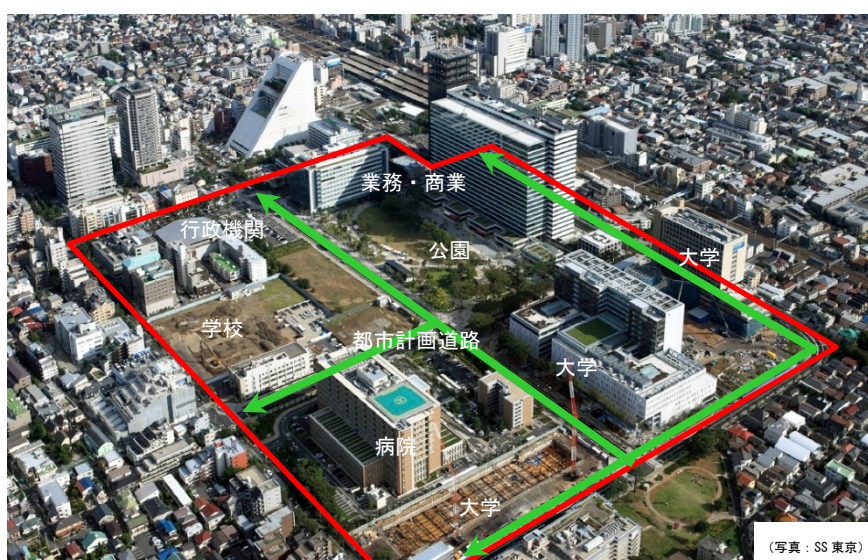 業務・商業
行政機関
公園
大学
学校
都市計画道路
大学
病院
大学
(写真:SS 東京)